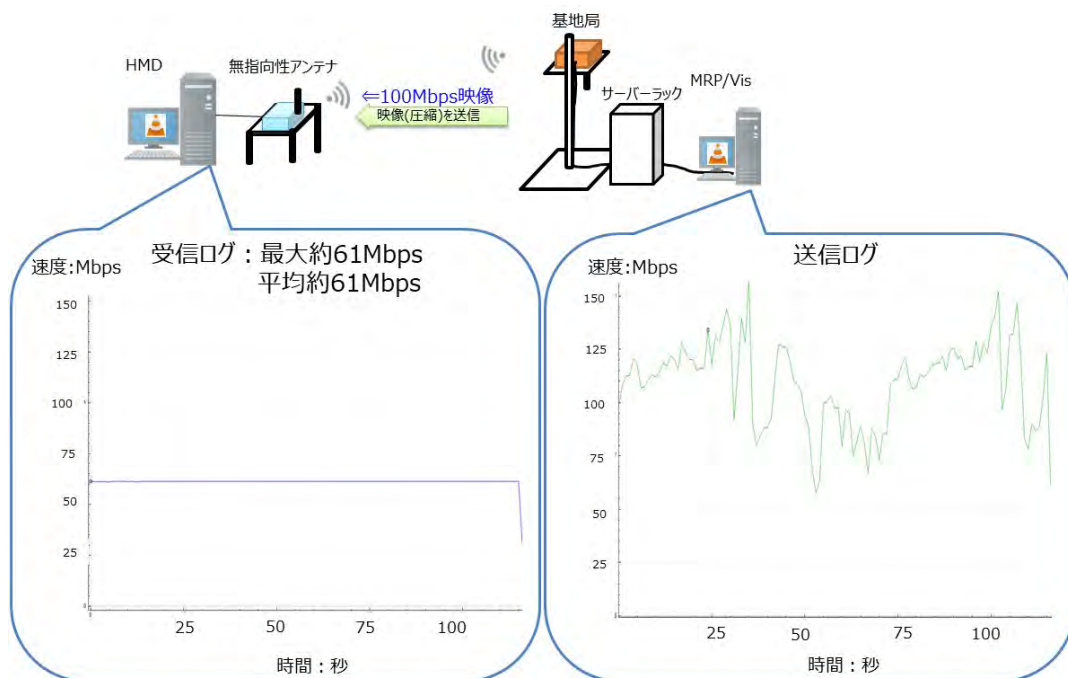 基地局
HMD
無指向性アンテナ
MRP/Vis
サーバーラック
⇐100Mbps映像
映像(圧縮)を送信
受信ログ：最大約61Mbps
平均約61Mbps
速度:Mbps
150
125
100
75
50
25
25
50
75
100
時間：秒
送信ログ
速度:Mbps
150
125
100
75
50
25
25
50
75
100
時間：秒